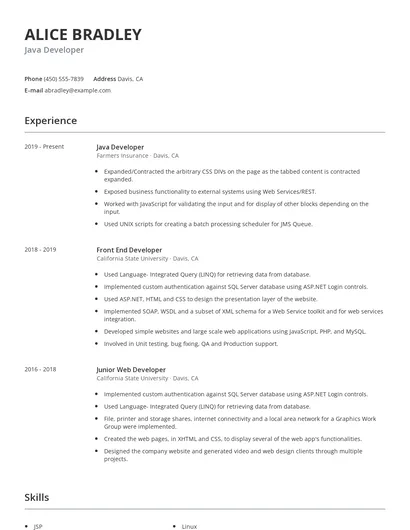 ALICE BRADLEY
Java Developer
Phone (450) 555-7839 Address Davis, CA
E-mail abradley@example.com
Experience
2019 - Present
Java Developer
Farmers Insurance · Davis, CA
• Expanded/Contracted the arbitrary CSS DIVs on the page as the tabbed content is contracted
expanded.
• Exposed business functionality to external systems using Web Services/REST.
• Worked with JavaScript for validating the input and for display of other blocks depending on the
input.
• Used UNIX scripts for creating a batch processing scheduler for JMS Queue.
2018 - 2019
Front End Developer
California State University · Davis, CA
• Used Language- Integrated Query (LINQ) for retrieving data from database.
• Implemented custom authentication against SQL Server database using ASP.NET Login controls.
• Used ASP.NET, HTML and CSS to design the presentation layer of the website.
• Implemented SOAP, WSDL and a subset of XML schema for a Web Service toolkit and for web services
integration.
• Developed simple websites and large scale web applications using JavaScript, PHP, and MySQL.
• Involved in Unit testing, bug fixing, QA and Production support.
2016 - 2018
Junior Web Developer
California State University · Davis, CA
• Implemented custom authentication against SQL Server database using ASP.NET Login controls.
• Used Language- Integrated Query (LINQ) for retrieving data from database.
• File, printer and storage shares, internet connectivity and a local area network for a Graphics Work
Group were implemented.
• Created the web pages, in XHTML and CSS, to display several of the web app's functionalities.
• Designed the company website and generated video and web design clients through multiple
projects.
Skills
• JSP • Linux